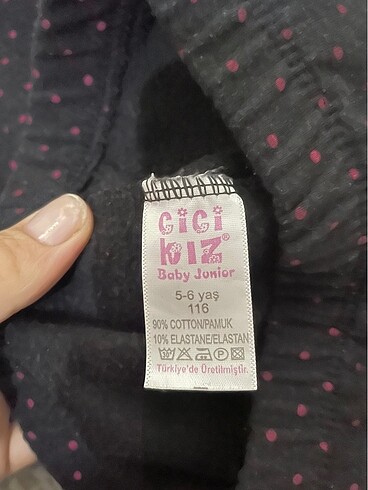 CiCi
kız®
Baby Junior
5-6 yaş
116
90% COTTON/PAMUK
10% ELASTANE/ELASTAN
Türkiye'de Üretilmiştir.